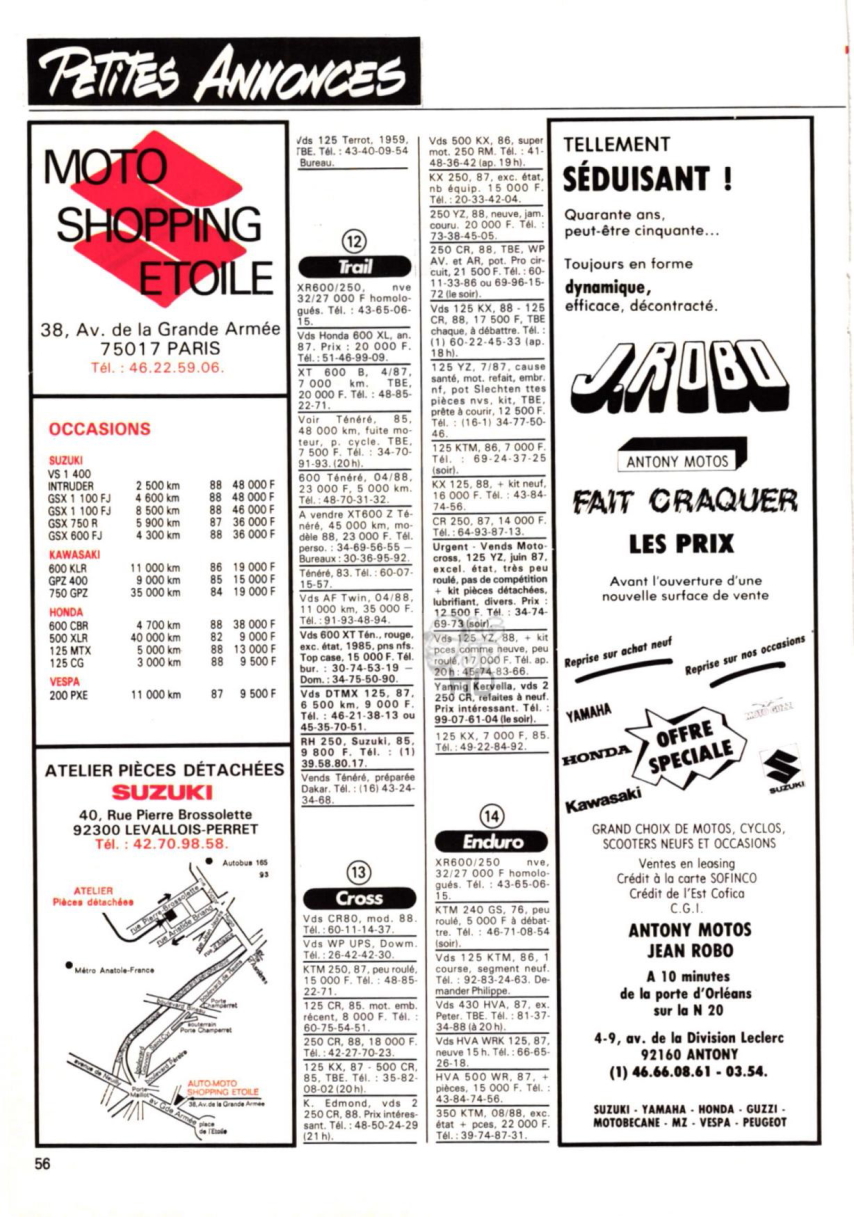 PETITES ANNONCES
MOTO
SHOPPING
ETOILE
38, Av. de la Grande Armée
75017 PARIS
Tél. : 46.22.59.06.
OCCASIONS
SUZUKI
VS 1 400
INTRUDER 2 500 km 88 48 000 F
GSX 1 100 FJ 4 600 km 88 48 000 F
GSX 1 100 FJ 8 500 km 88 46 000 F
GSX 750 R 5 900 km 87 36 000 F
GSX 600 FJ 4 300 km 88 36 000 F
KAWASAKI
600 KLR 11 000 km 86 19 000 F
GPZ 400 9 000 km 85 15 000 F
750 GPZ 35 000 km 84 19 000 F
HONDA
600 CBR 4 700 km 88 38 000 F
500 XLR 40 000 km 82 9 000 F
125 MTX 5 000 km 88 13 000 F
125 CG 3 000 km 88 9 500 F
VESPA
200 PXE 11 000 km 87 9 500 F
ATELIER PIÈCES DÉTACHÉES
SUZUKI
40, Rue Pierre Brossolette
92300 LEVALLOIS-PERRET
Tél. : 42.70.98.58.
Autobus 165
93
ATELIER
Pièces détachées
rue Pierre Brossolette
rue Aristide Briand
Métro Anatole-France
Porte
Champerret
souterrain
Porte Champerret
avenue de Neuilly
Porte
Maillot
boulevard Pereire
av. Gde Armée
AUTO-MOTO
SHOPPING ETOILE
38, Av. de la Grande Armée
place
de l'Etoile
Vds 125 Terrot, 1959,
TBE. Tél. : 43-40-09-54
Bureau.
12
Trail
XR600/250, nve
32/27 000 F homolo-
gués. Tél. : 43-65-06-
15.
Vds Honda 600 XL, an.
87. Prix : 20 000 F.
Tél. : 51-46-99-09.
XT 600 B, 4/87,
7 000 km. TBE,
20 000 F. Tél. : 48-85-
22-71.
Voir Ténéré, 85,
48 000 km, fuite mo-
teur, p. cycle. TBE,
7 500 F. Tél. : 34-70-
91-93. (20 h).
600 Ténéré, 04/88,
23 000 F, 5 000 km.
Tél. : 48-70-31-32.
A vendre XT600 Z Té-
néré, 45 000 km, mo-
dèle 88, 23 000 F. Tél.
perso. : 34-69-56-55 –
Bureaux : 30-36-95-92.
Ténéré, 83. Tél. : 60-07-
15-57.
Vds AF Twin, 04/88,
11 000 km, 35 000 F.
Tél. : 91-93-48-94.
Vds 600 XT Tén., rouge,
exc. état, 1985, pns nfs.
Top case, 15 000 F. Tél.
bur. : 30-74-53-19 –
Dom. : 34-75-50-90.
Vds DTMX 125, 87,
6 500 km, 9 000 F.
Tél. : 46-21-38-13 ou
45-35-70-51.
RH 250, Suzuki, 85,
9 800 F. Tél. : (1)
39.58.80.17.
Vends Ténéré, préparée
Dakar. Tél. : (16) 43-24-
34-68.
13
Cross
Vds CR80, mod. 88.
Tél. : 60-11-14-37.
Vds WP UPS, Dowm.
Tél. : 26-42-42-30.
KTM 250, 87, peu roulé,
15 000 F. Tél. : 48-85-
22-71.
125 CR, 85. mot. emb.
récent, 8 000 F. Tél. :
60-75-54-51.
250 CR, 88, 18 000 F.
Tél. : 42-27-70-23.
125 KX, 87 - 500 CR,
85, TBE. Tél. : 35-82-
08-02 (20 h).
K. Edmond, vds 2
250 CR, 88. Prix intéres-
sant. Tél. : 48-50-24-29
(21 h).
Vds 500 KX, 86, super
mot. 250 RM. Tél. : 41-
48-36-42 (ap. 19 h).
KX 250, 87, exc. état,
nb équip. 15 000 F.
Tél. : 20-33-42-04.
250 YZ, 88, neuve, jam.
couru. 20 000 F. Tél. :
73-38-45-05.
250 CR, 88, TBE, WP
AV. et AR, pot. Pro cir-
cuit, 21 500 F. Tél. : 60-
11-33-86 ou 69-96-15-
72 (le soir).
Vds 125 KX, 88 - 125
CR, 88, 17 500 F, TBE
chaque, à débattre. Tél. :
(1) 60-22-45-33 (ap.
18 h).
125 YZ, 7/87, cause
santé, mot. refait, embr.
nf, pot Slechten ttes
pièces nvs, kit, TBE,
prête à courir, 12 500 F.
Tél. : (16-1) 34-77-50-
46.
125 KTM, 86, 7 000 F.
Tél. : 69-24-37-25
(soir).
KX 125, 88, + kit neuf,
16 000 F. Tél. : 43-84-
74-56.
CR 250, 87, 14 000 F.
Tél. : 64-93-87-13.
Urgent - Vends Moto-
cross, 125 YZ, juin 87,
excel. état, très peu
roulé, pas de compétition
+ kit pièces détachées,
lubrifiant, divers. Prix :
12 500 F. Tél. : 34-74-
69-73 (soir).
Vds 125 YZ, 88, + kit
pces comme neuve, peu
roulé, 17 000 F. Tél. ap.
20 h : 45-74-83-66.
Yannig Kervella, vds 2
250 CR, refaites à neuf.
Prix intéressant. Tél. :
99-07-61-04 (le soir).
125 KX, 7 000 F, 85.
Tél. : 49-22-84-92.
14
Enduro
XR600/250 nve,
32/27 000 F homolo-
gués. Tél. : 43-65-06-
15.
KTM 240 GS, 76, peu
roulé, 5 000 F à débat-
tre. Tél. : 46-71-08-54
(soir).
Vds 125 KTM, 86, 1
course, segment neuf.
Tél. : 92-83-24-63. De-
mander Philippe.
Vds 430 HVA, 87, ex.
Peter. TBE. Tél. : 81-37-
34-88 (à 20 h).
Vds HVA WRK 125, 87,
neuve 15 h. Tél. : 66-65-
26-18.
HVA 500 WR, 87, +
pièces, 15 000 F. Tél. :
43-84-74-56.
350 KTM, 08/88, exc.
état + pces, 22 000 F.
Tél. : 39-74-87-31.
TELLEMENT
SÉDUISANT !
Quarante ans,
peut-être cinquante...
Toujours en forme
dynamique,
efficace, décontracté.
J. ROBO
ANTONY MOTOS
FAIT CRAQUER
LES PRIX
Avant l'ouverture d'une
nouvelle surface de vente
Reprise sur achat neuf
Reprise sur nos occasions
YAMAHA
HONDA
Kawasaki
OFFRE
SPECIALE
SUZUKI
GRAND CHOIX DE MOTOS, CYCLOS,
SCOOTERS NEUFS ET OCCASIONS
Ventes en leasing
Crédit à la carte SOFINCO
Crédit de l'Est Cofica
C.G.I.
ANTONY MOTOS
JEAN ROBO
A 10 minutes
de la porte d'Orléans
sur la N 20
4-9, av. de la Division Leclerc
92160 ANTONY
(1) 46.66.08.61 - 03.54.
SUZUKI - YAMAHA - HONDA - GUZZI -
MOTOBECANE - MZ - VESPA - PEUGEOT
56